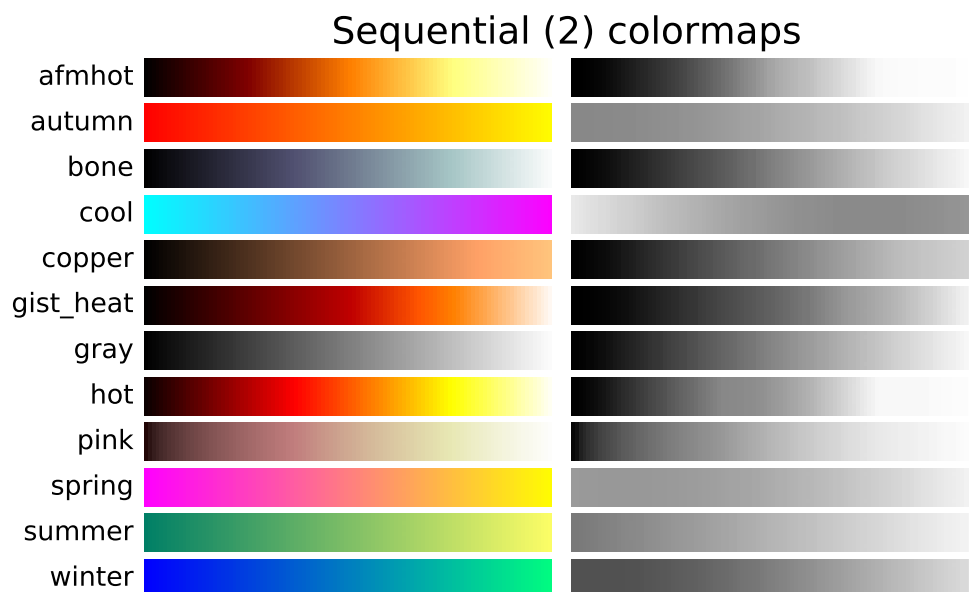 Sequential (2) colormaps
afmhot
autumn
bone
cool
copper
gist_heat
gray
hot
pink
spring
summer
winter